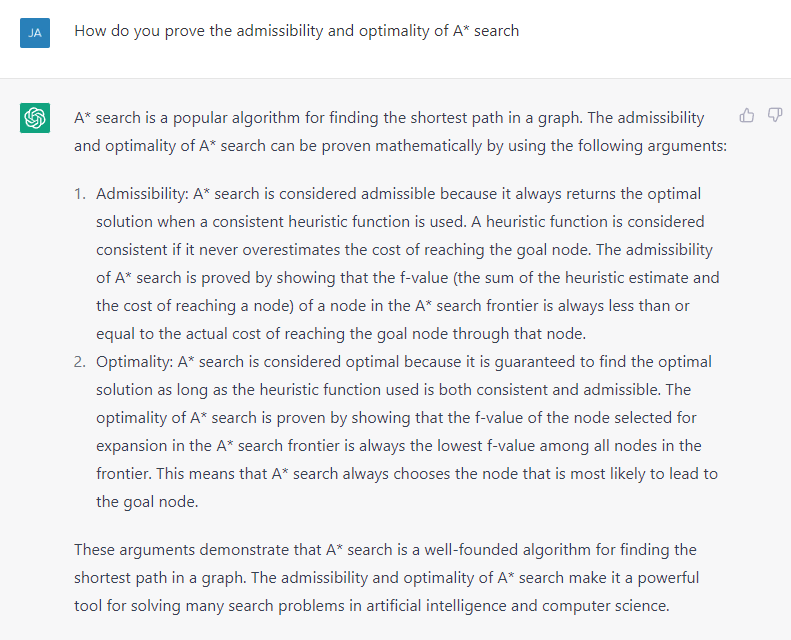 JA
How do you prove the admissibility and optimality of A* search
A* search is a popular algorithm for finding the shortest path in a graph. The admissibility
and optimality of A* search can be proven mathematically by using the following arguments:
1. Admissibility: A* search is considered admissible because it always returns the optimal
solution when a consistent heuristic function is used. A heuristic function is considered
consistent if it never overestimates the cost of reaching the goal node. The admissibility
of A* search is proved by showing that the f-value (the sum of the heuristic estimate and
the cost of reaching a node) of a node in the A* search frontier is always less than or
equal to the actual cost of reaching the goal node through that node.
2. Optimality: A* search is considered optimal because it is guaranteed to find the optimal
solution as long as the heuristic function used is both consistent and admissible. The
optimality of A* search is proven by showing that the f-value of the node selected for
expansion in the A* search frontier is always the lowest f-value among all nodes in the
frontier. This means that A* search always chooses the node that is most likely to lead to
the goal node.
These arguments demonstrate that A* search is a well-founded algorithm for finding the
shortest path in a graph. The admissibility and optimality of A* search make it a powerful
tool for solving many search problems in artificial intelligence and computer science.